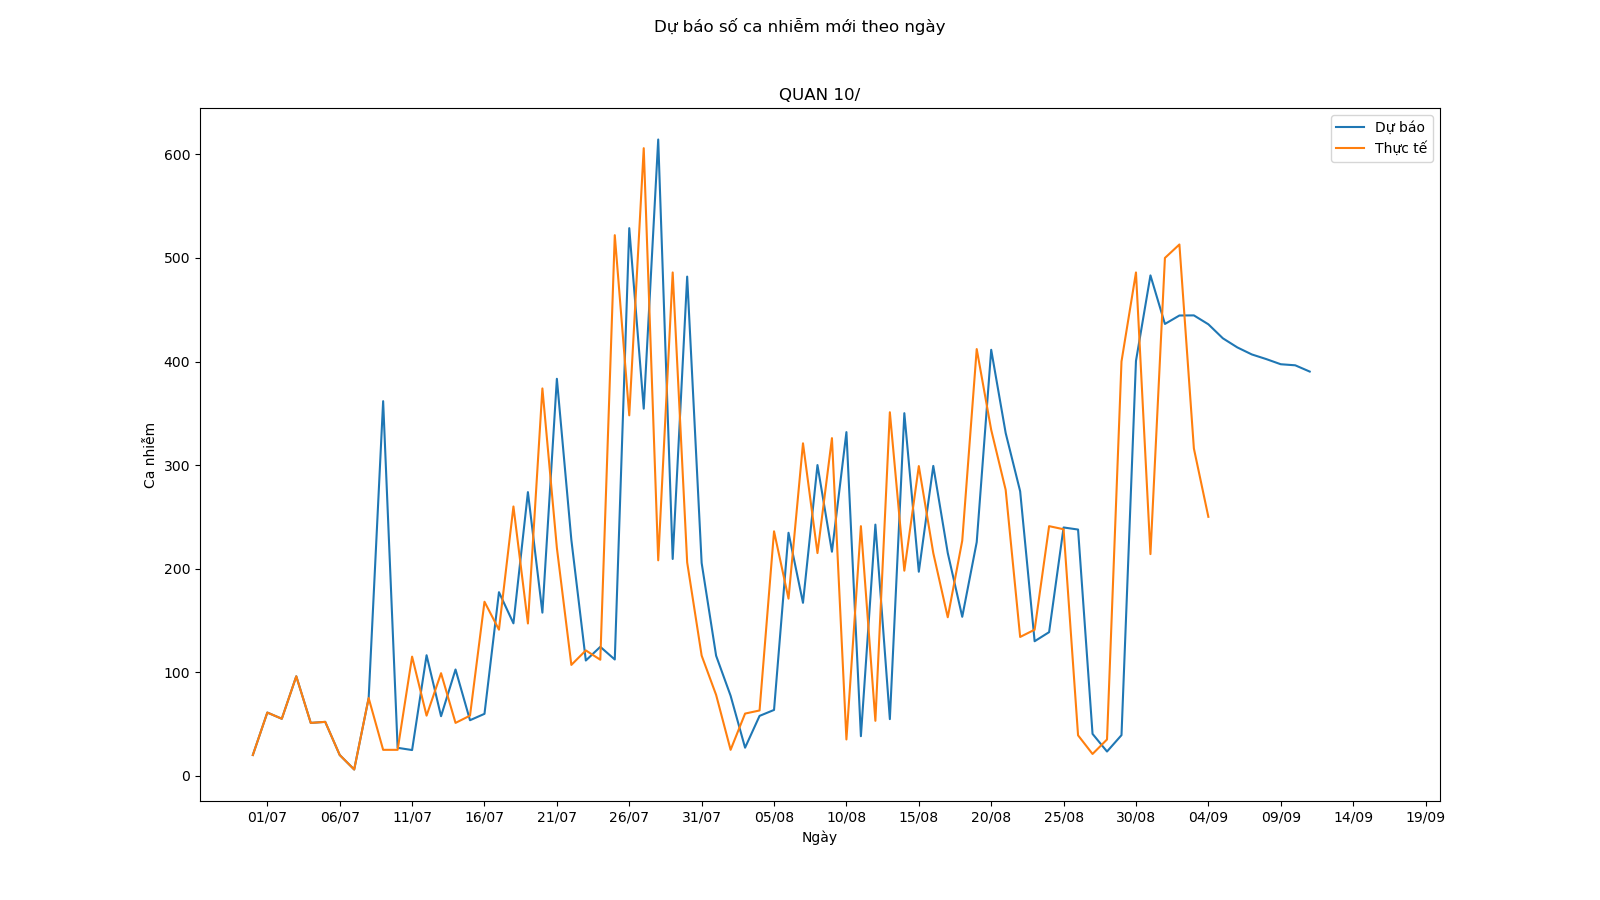 Dự báo số ca nhiễm mới theo ngày
QUAN 10/
Dự báo
Thực tế
600
500
400
300
200
100
0
Ca nhiễm
01/07 06/07 11/07 16/07 21/07 26/07 31/07 05/08 10/08 15/08 20/08 25/08 30/08 04/09 09/09 14/09 19/09
Ngày